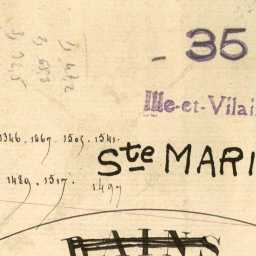 - 35
Ille-et-Vilai
1346. 1467. 1505. 1541.
Ste MARI
1489. 1517. 1497
BAINS